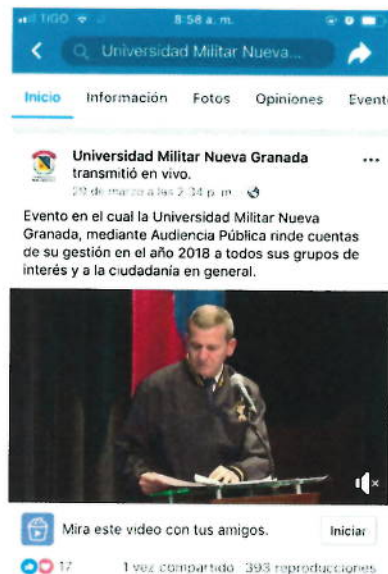 TIGO 8:58 a. m.
Universidad Militar Nueva...
Inicio Información Fotos Opiniones Evento
Universidad Militar Nueva Granada
transmitió en vivo.
29 de marzo a las 2:34 p. m.
Evento en el cual la Universidad Militar Nueva
Granada, mediante Audiencia Pública rinde cuentas
de su gestión en el año 2018 a todos sus grupos de
interés y a la ciudadanía en general.
Mira este video con tus amigos. Iniciar
17 1 vez compartido 393 reproducciones